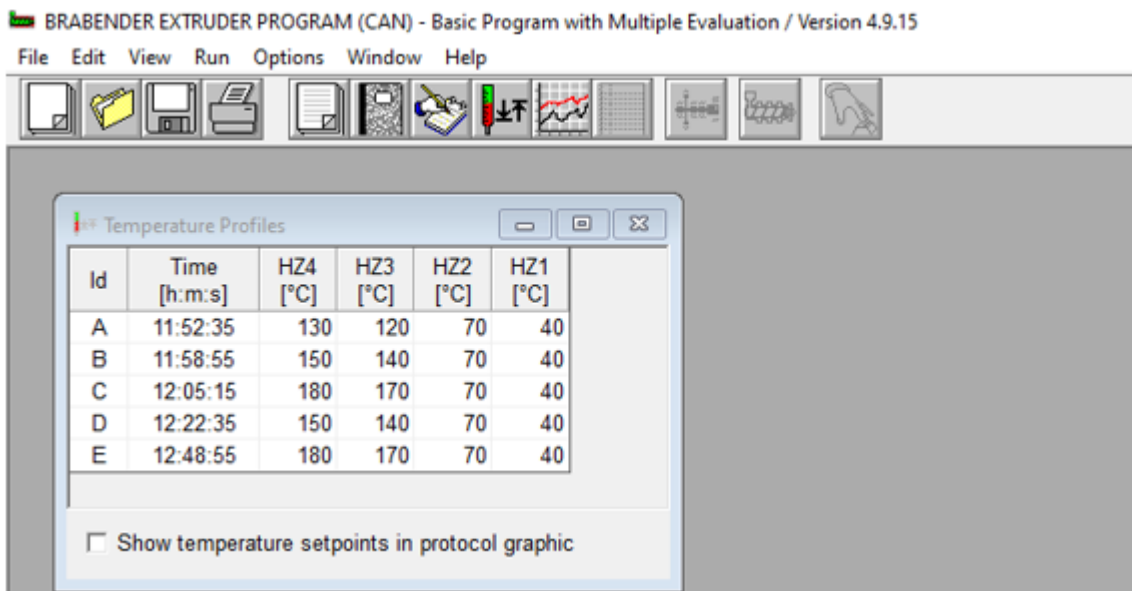 BRABENDER EXTRUDER PROGRAM (CAN) - Basic Program with Multiple Evaluation / Version 4.9.15
File Edit View Run Options Window Help
Temperature Profiles
Id Time [h:m:s] HZ4 [°C] HZ3 [°C] HZ2 [°C] HZ1 [°C]
A 11:52:35 130 120 70 40
B 11:58:55 150 140 70 40
C 12:05:15 180 170 70 40
D 12:22:35 150 140 70 40
E 12:48:55 180 170 70 40
Show temperature setpoints in protocol graphic